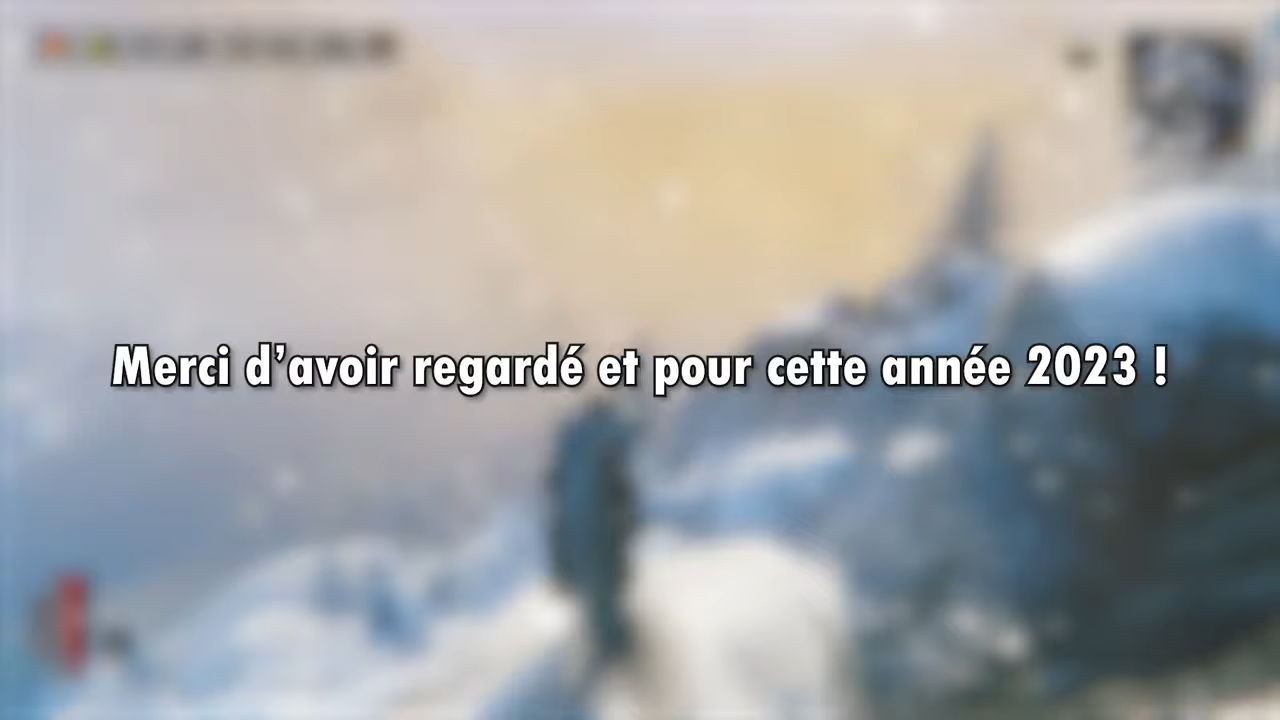 Merci d’avoir regardé et pour cette année 2023 !